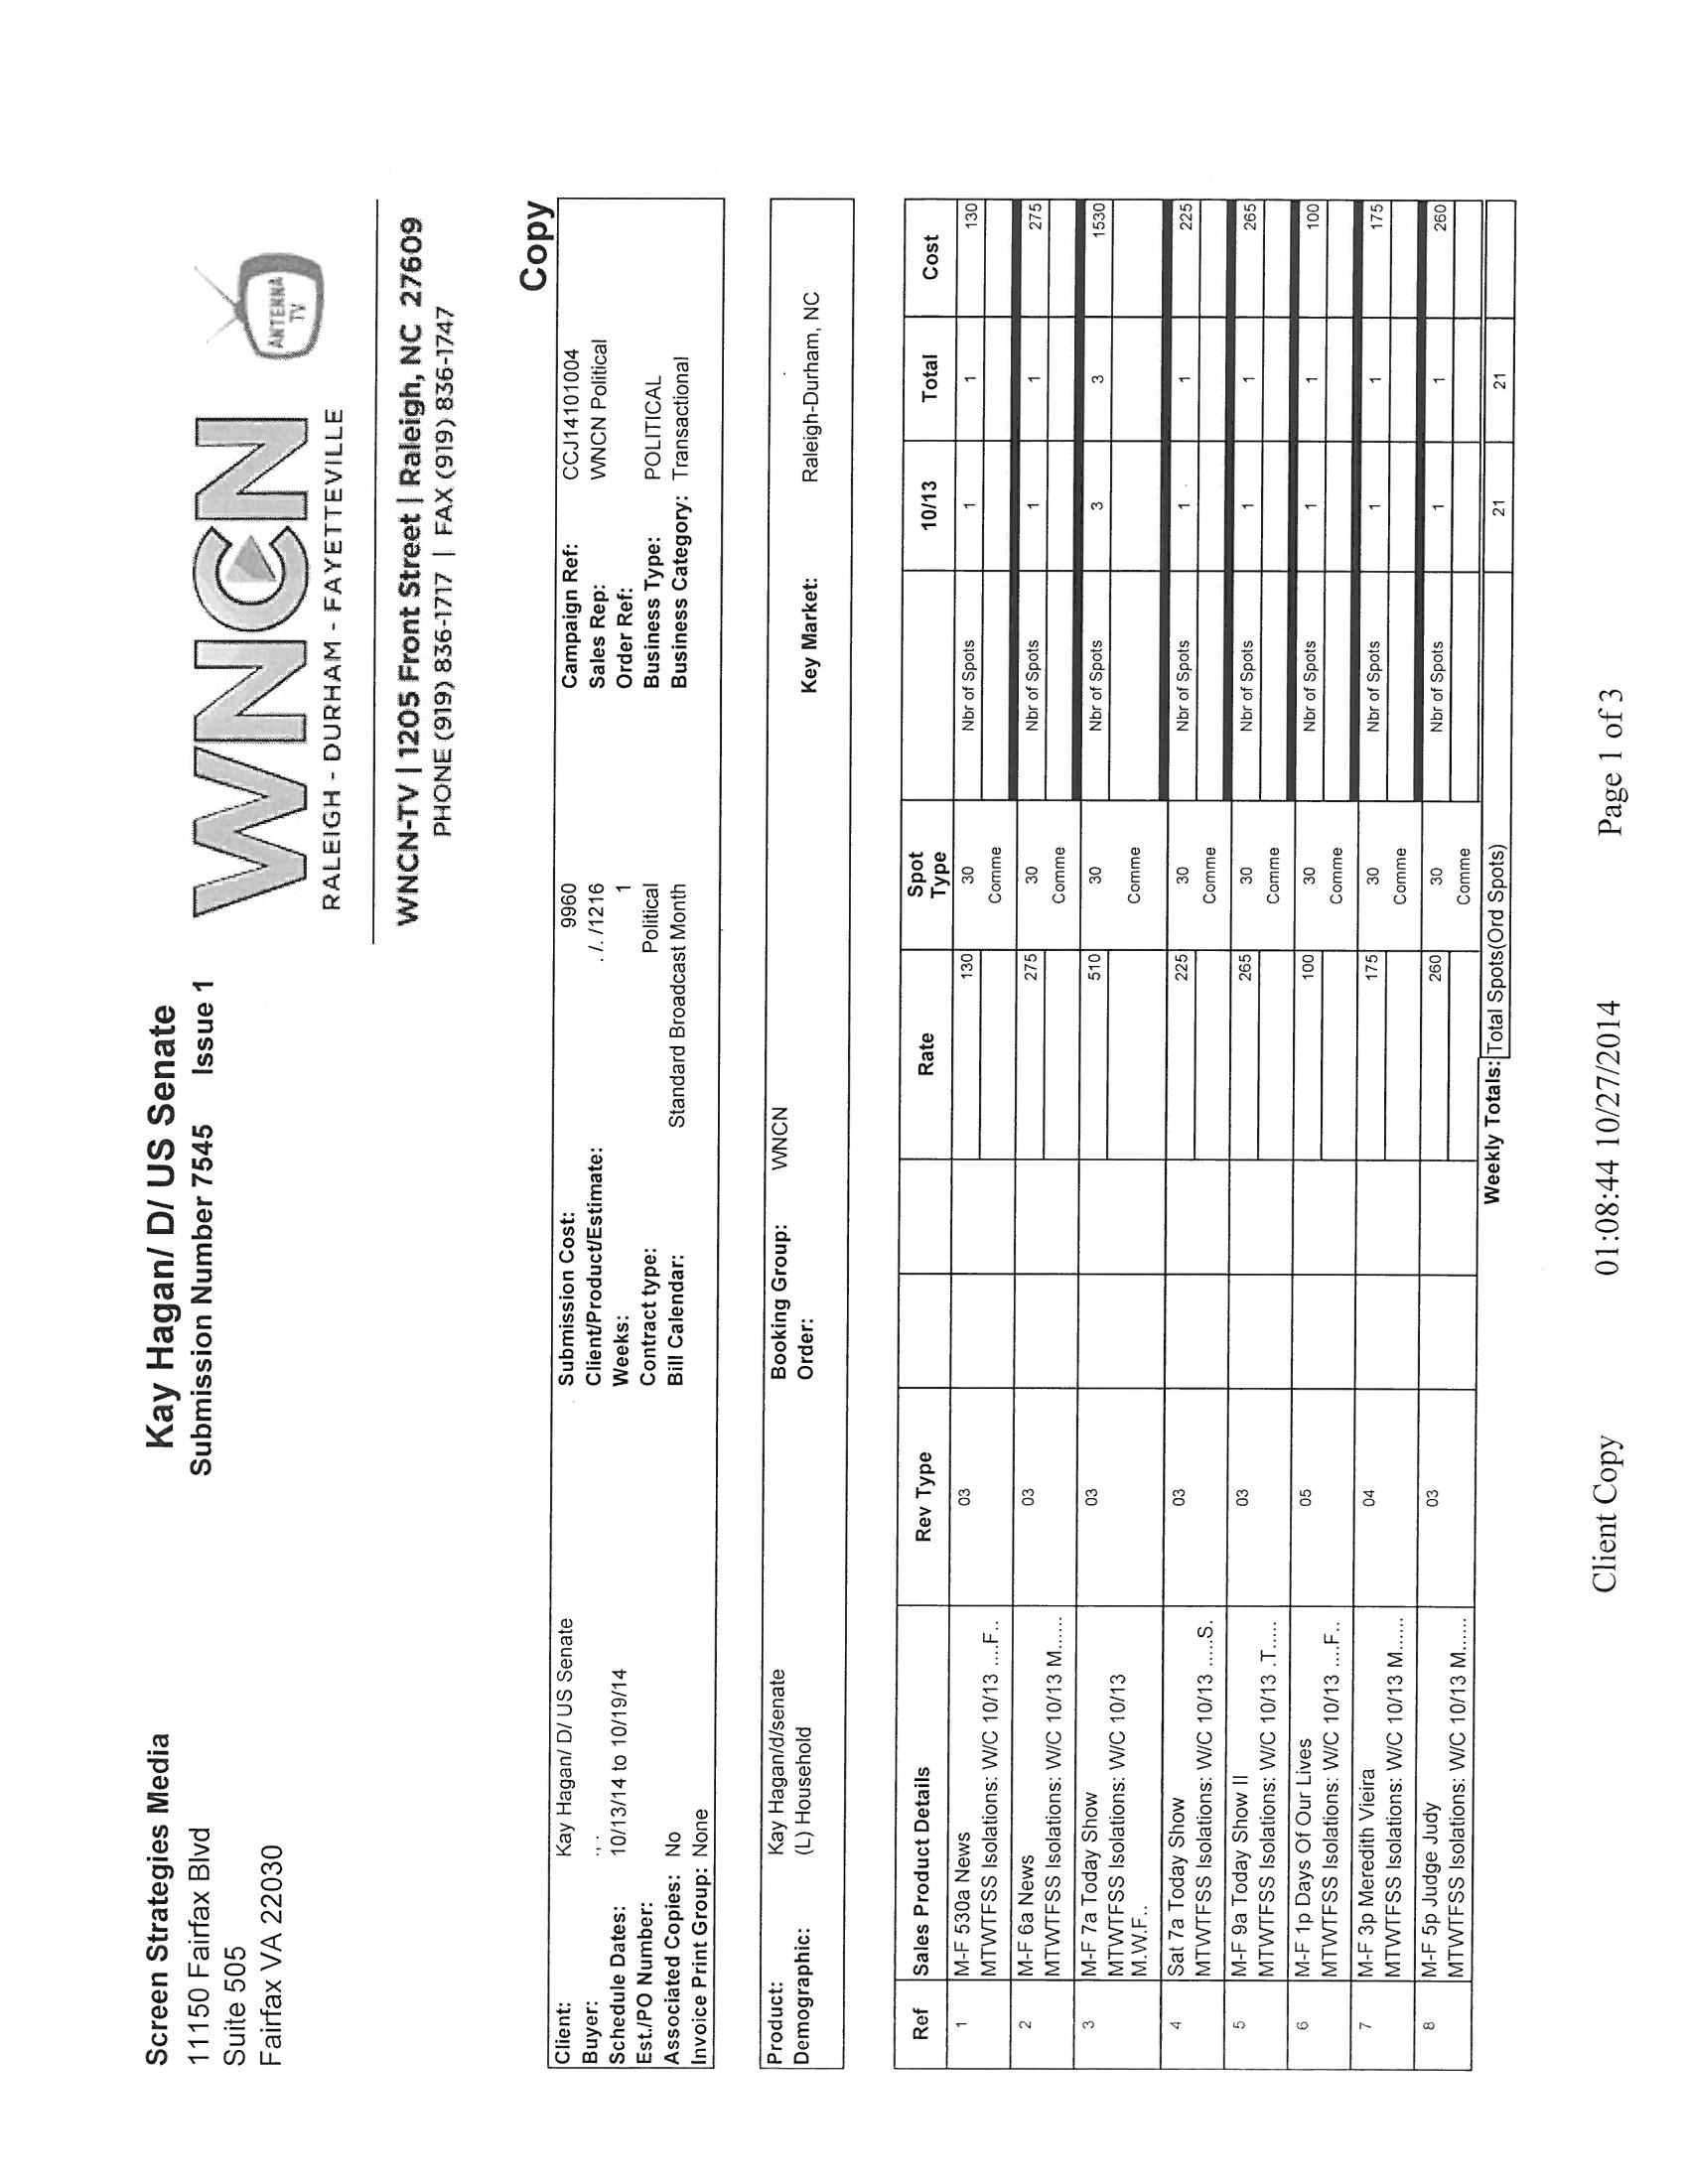 Screen Strategies Media
11150 Fairfax Blvd
Suite 505
Fairfax VA 22030
Kay Hagan/ D/ US Senate
Submission Number 7545 Issue 1
WNCN
RALEIGH - DURHAM - FAYETTEVILLE
ANTENNA
TV
WNCN-TV | 1205 Front Street | Raleigh, NC 27609
PHONE (919) 836-1717 | FAX (919) 836-1747
Copy
Client: Kay Hagan/ D/ US Senate Submission Cost: 9960 Campaign Ref: CCJ14101004
Buyer: ., . Client/Product/Estimate: ./. /1216 Sales Rep: WNCN Political
Schedule Dates: 10/13/14 to 10/19/14 Weeks: 1 Order Ref:
Est./PO Number: Contract type: Political Business Type: POLITICAL
Associated Copies: No Bill Calendar: Standard Broadcast Month Business Category: Transactional
Invoice Print Group: None
Product: Kay Hagan/d/senate Booking Group: WNCN
Demographic: (L) Household Order: Key Market: Raleigh-Durham, NC
Ref Sales Product Details Rev Type Rate Spot Type 10/13 Total Cost
1 M-F 530a News 03 130 30 Nbr of Spots 1 1 130
MTWTFSS Isolations: W/C 10/13 ....F.. Comme
2 M-F 6a News 03 275 30 Nbr of Spots 1 1 275
MTWTFSS Isolations: W/C 10/13 M...... Comme
3 M-F 7a Today Show 03 510 30 Nbr of Spots 3 3 1530
MTWTFSS Isolations: W/C 10/13
M.W.F.. Comme
4 Sat 7a Today Show 03 225 30 Nbr of Spots 1 1 225
MTWTFSS Isolations: W/C 10/13 .....S. Comme
5 M-F 9a Today Show II 03 265 30 Nbr of Spots 1 1 265
MTWTFSS Isolations: W/C 10/13 .T..... Comme
6 M-F 1p Days Of Our Lives 05 100 30 Nbr of Spots 1 1 100
MTWTFSS Isolations: W/C 10/13 ....F.. Comme
7 M-F 3p Meredith Vieira 04 175 30 Nbr of Spots 1 1 175
MTWTFSS Isolations: W/C 10/13 M...... Comme
8 M-F 5p Judge Judy 03 260 30 Nbr of Spots 1 1 260
MTWTFSS Isolations: W/C 10/13 M...... Comme
Weekly Totals: Total Spots(Ord Spots) 21 21
Client Copy 01:08:44 10/27/2014 Page 1 of 3